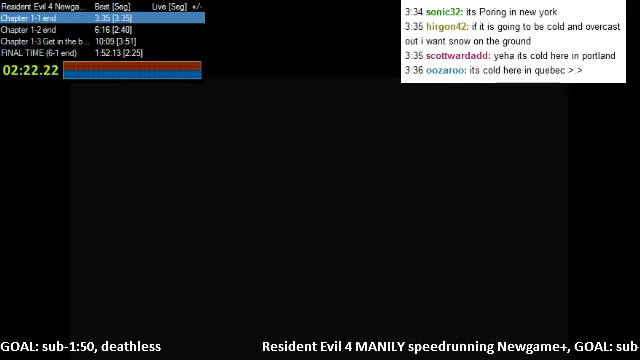 Resident Evil 4 Newga... Best [Seg] Live [Seg] +/-
Chapter 1-1 end 3:35 [3:35]
Chapter 1-2 end 6:16 [2:40]
Chapter 1-3 Get in the b... 10:09 [3:51]
FINAL TIME (6-1 end) 1:52.13 [2:25]
02:22.22
3:34 sonic32: its Poring in new york
3:35 hirgon42: if it is going to be cold and overcast
out i want snow on the ground
3:35 scottwardadd: yeha its cold here in portland
3:36 oozaroo: its cold here in quebec >.>
GOAL: sub-1:50, deathless Resident Evil 4 MANILY speedrunning Newgame+, GOAL: sub